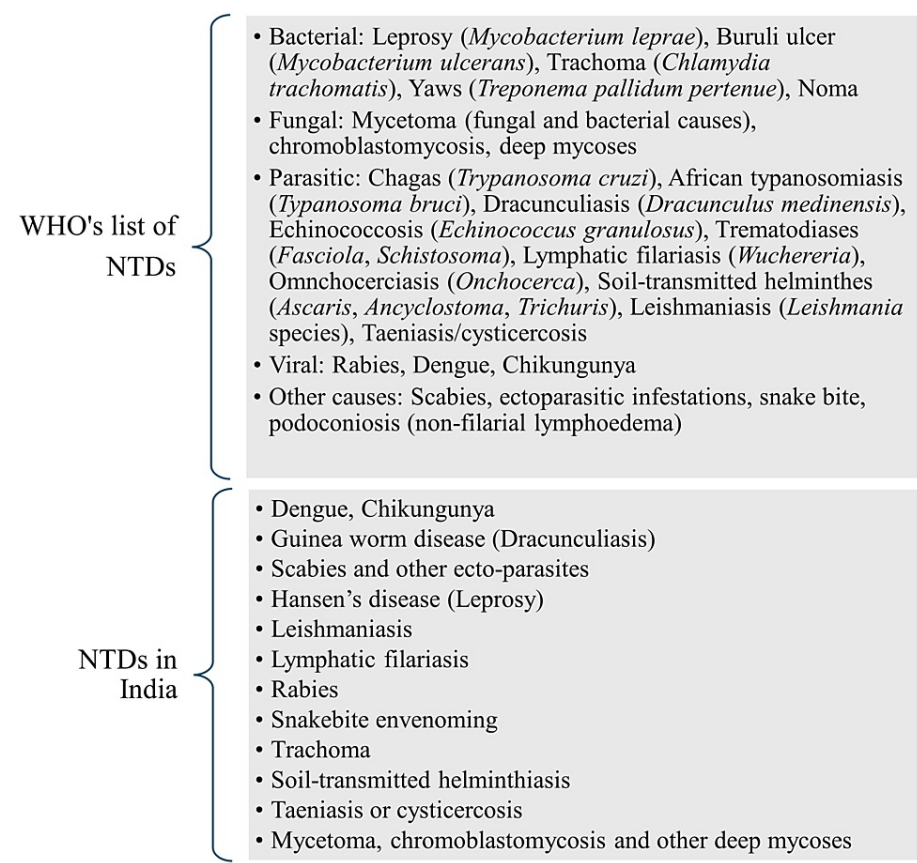 WHO's list of
NTDs
• Bacterial: Leprosy (Mycobacterium leprae), Buruli ulcer
(Mycobacterium ulcerans), Trachoma (Chlamydia
trachomatis), Yaws (Treponema pallidum pertenue), Noma
• Fungal: Mycetoma (fungal and bacterial causes),
chromoblastomycosis, deep mycoses
• Parasitic: Chagas (Trypanosoma cruzi), African typanosomiasis
(Typanosoma bruci), Dracunculiasis (Dracunculus medinensis),
Echinococcosis (Echinococcus granulosus), Trematodiases
(Fasciola, Schistosoma), Lymphatic filariasis (Wuchereria),
Omnchocerciasis (Onchocerca), Soil-transmitted helminthes
(Ascaris, Ancyclostoma, Trichuris), Leishmaniasis (Leishmania
species), Taeniasis/cysticercosis
• Viral: Rabies, Dengue, Chikungunya
• Other causes: Scabies, ectoparasitic infestations, snake bite,
podoconiosis (non-filarial lymphoedema)
NTDs in
India
• Dengue, Chikungunya
• Guinea worm disease (Dracunculiasis)
• Scabies and other ecto-parasites
• Hansen’s disease (Leprosy)
• Leishmaniasis
• Lymphatic filariasis
• Rabies
• Snakebite envenoming
• Trachoma
• Soil-transmitted helminthiasis
• Taeniasis or cysticercosis
• Mycetoma, chromoblastomycosis and other deep mycoses